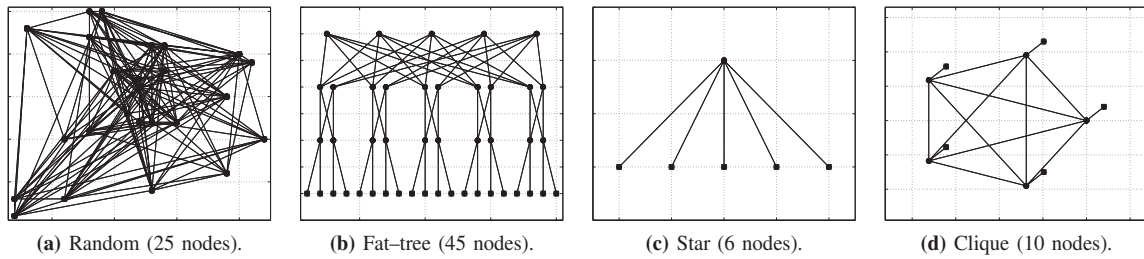 (a) Random (25 nodes).
(b) Fat–tree (45 nodes).
(c) Star (6 nodes).
(d) Clique (10 nodes).